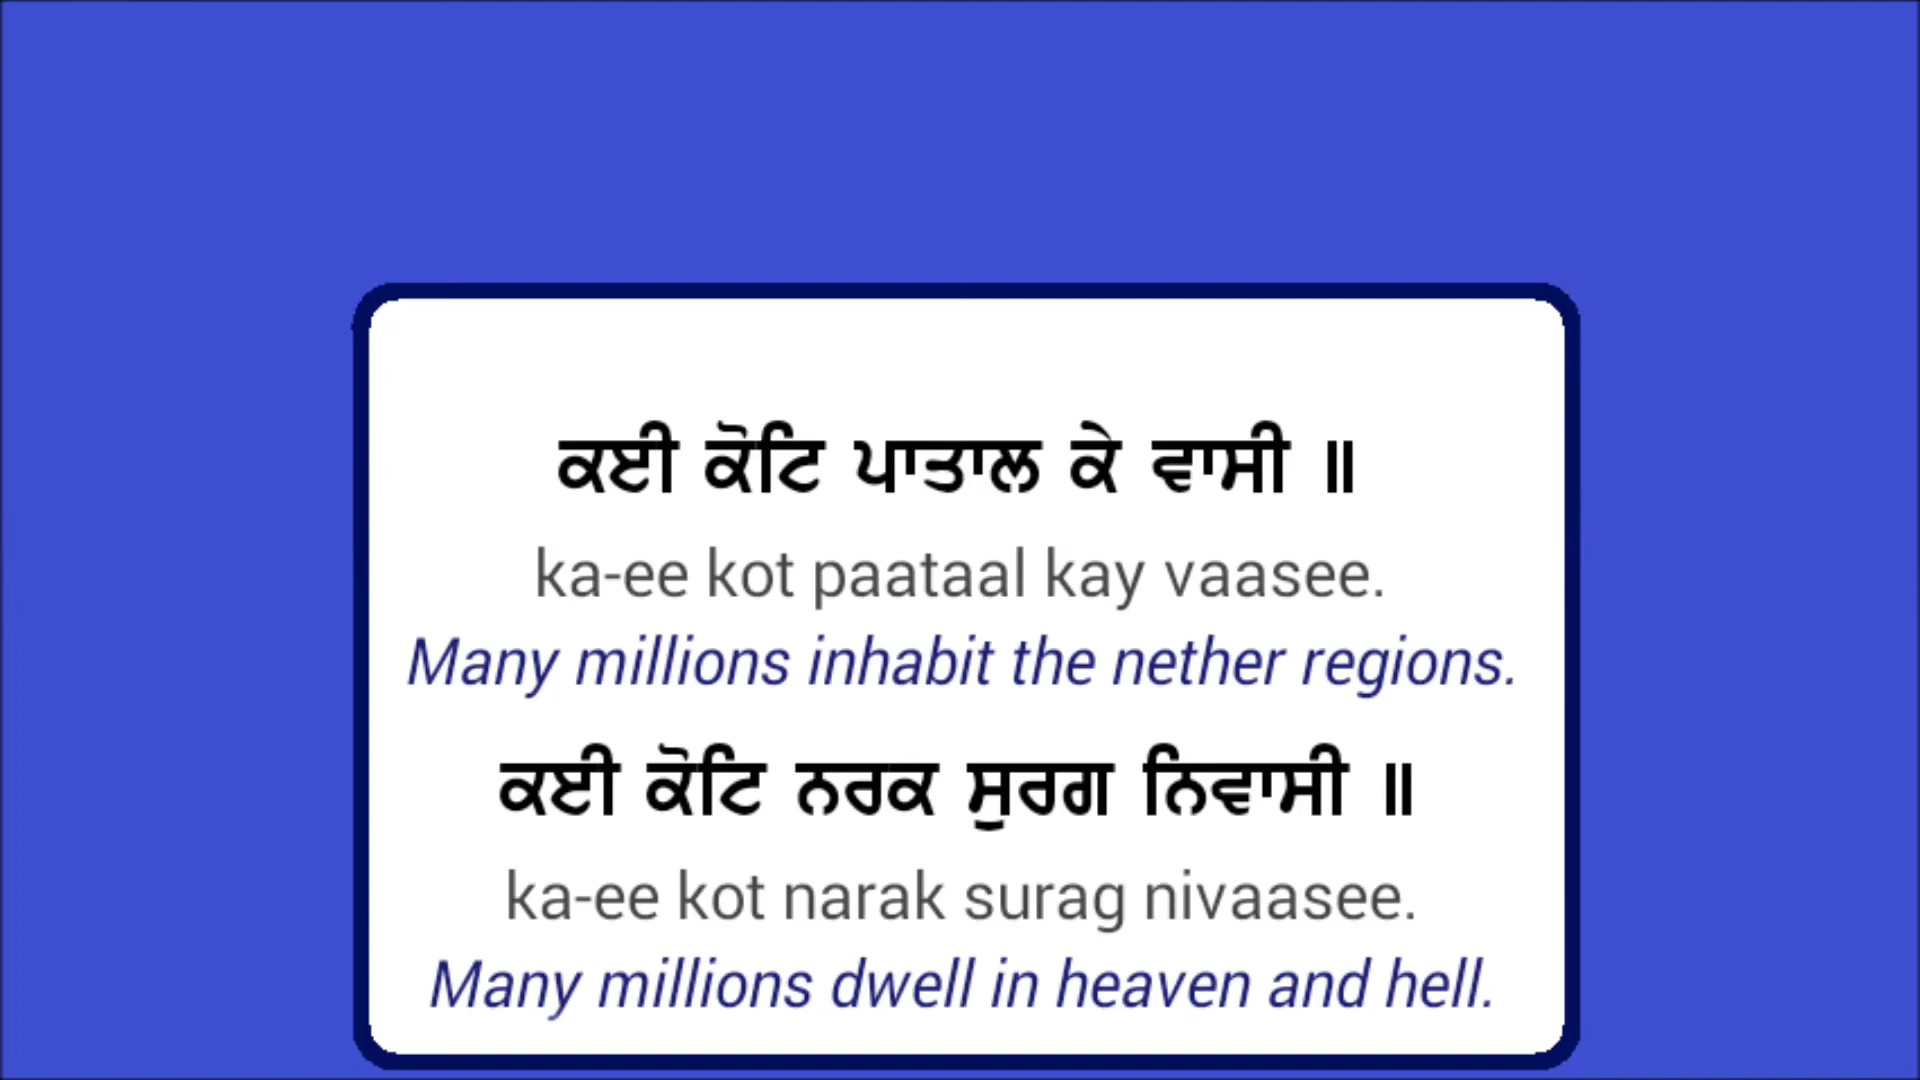 ਕਈ ਕੋਟਿ ਪਾਤਾਲ ਕੇ ਵਾਸੀ ॥
ka-ee kot paataal kay vaasee.
Many millions inhabit the nether regions.
ਕਈ ਕੋਟਿ ਨਰਕ ਸੁਰਗ ਨਿਵਾਸੀ ॥
ka-ee kot narak surag nivaasee.
Many millions dwell in heaven and hell.